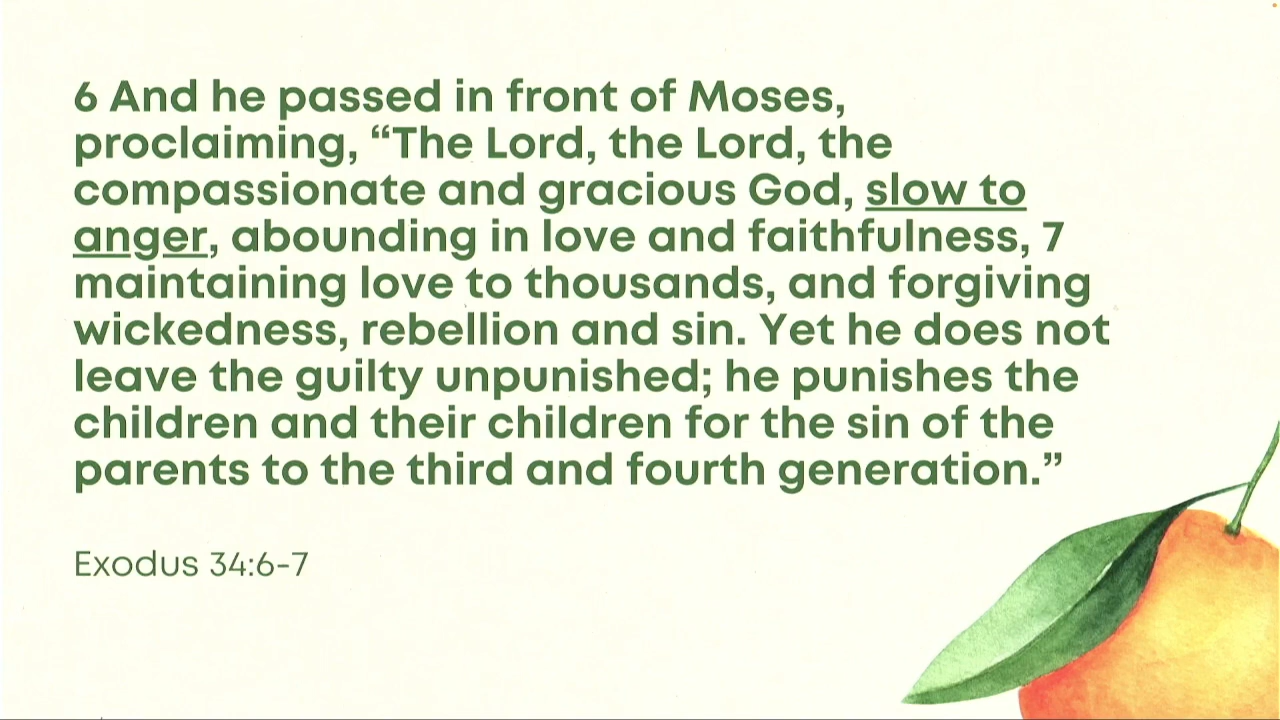 6 And he passed in front of Moses,
proclaiming, “The Lord, the Lord, the
compassionate and gracious God, slow to
anger, abounding in love and faithfulness, 7
maintaining love to thousands, and forgiving
wickedness, rebellion and sin. Yet he does not
leave the guilty unpunished; he punishes the
children and their children for the sin of the
parents to the third and fourth generation.”
Exodus 34:6-7